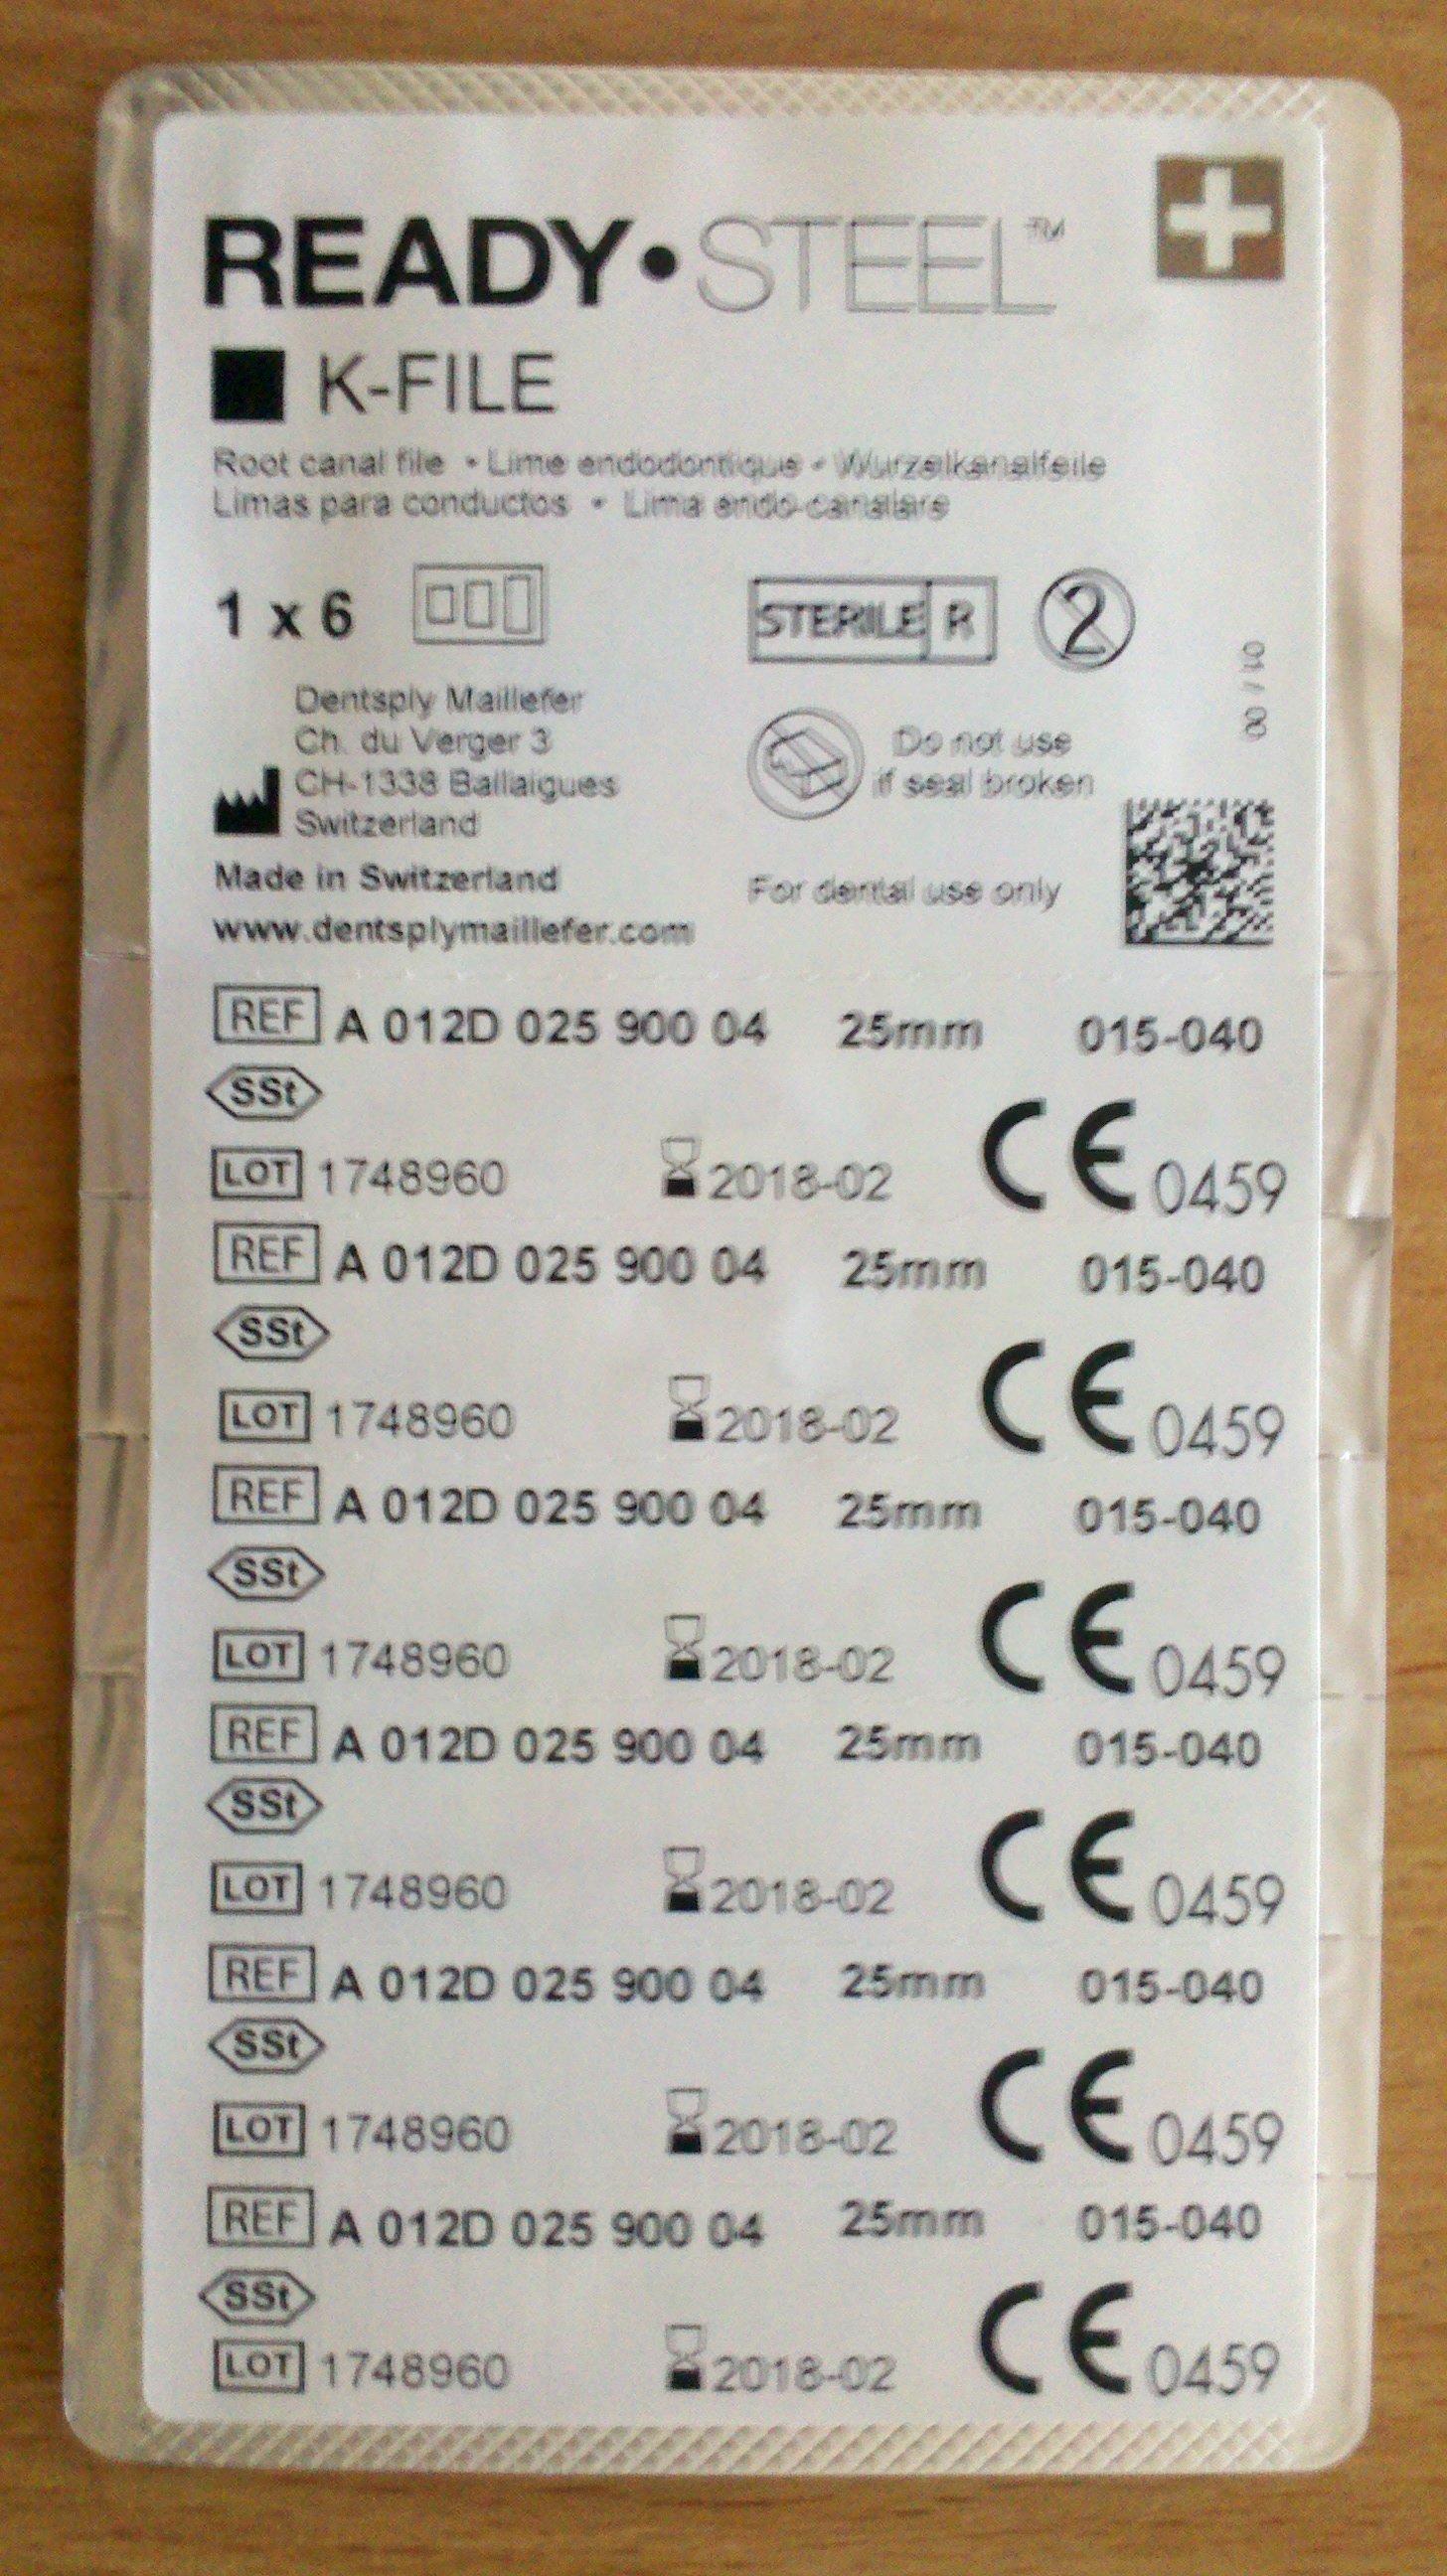 READY•STEEL™
K-FILE
Root canal file • Lime endodontique • Wurzelkanalfeile
Limas para conductos • Lima endo-canalare
1 x 6
STERILE R
2
Dentsply Maillefer
Ch. du Verger 3
CH-1338 Ballaigues
Switzerland
Do not use
if seal broken
Made in Switzerland
For dental use only
www.dentsplymaillefer.com
REF A 012D 025 900 04 25mm 015-040
SSt
LOT 1748960 2018-02 CE 0459
REF A 012D 025 900 04 25mm 015-040
SSt
LOT 1748960 2018-02 CE 0459
REF A 012D 025 900 04 25mm 015-040
SSt
LOT 1748960 2018-02 CE 0459
REF A 012D 025 900 04 25mm 015-040
SSt
LOT 1748960 2018-02 CE 0459
REF A 012D 025 900 04 25mm 015-040
SSt
LOT 1748960 2018-02 CE 0459
REF A 012D 025 900 04 25mm 015-040
SSt
LOT 1748960 2018-02 CE 0459